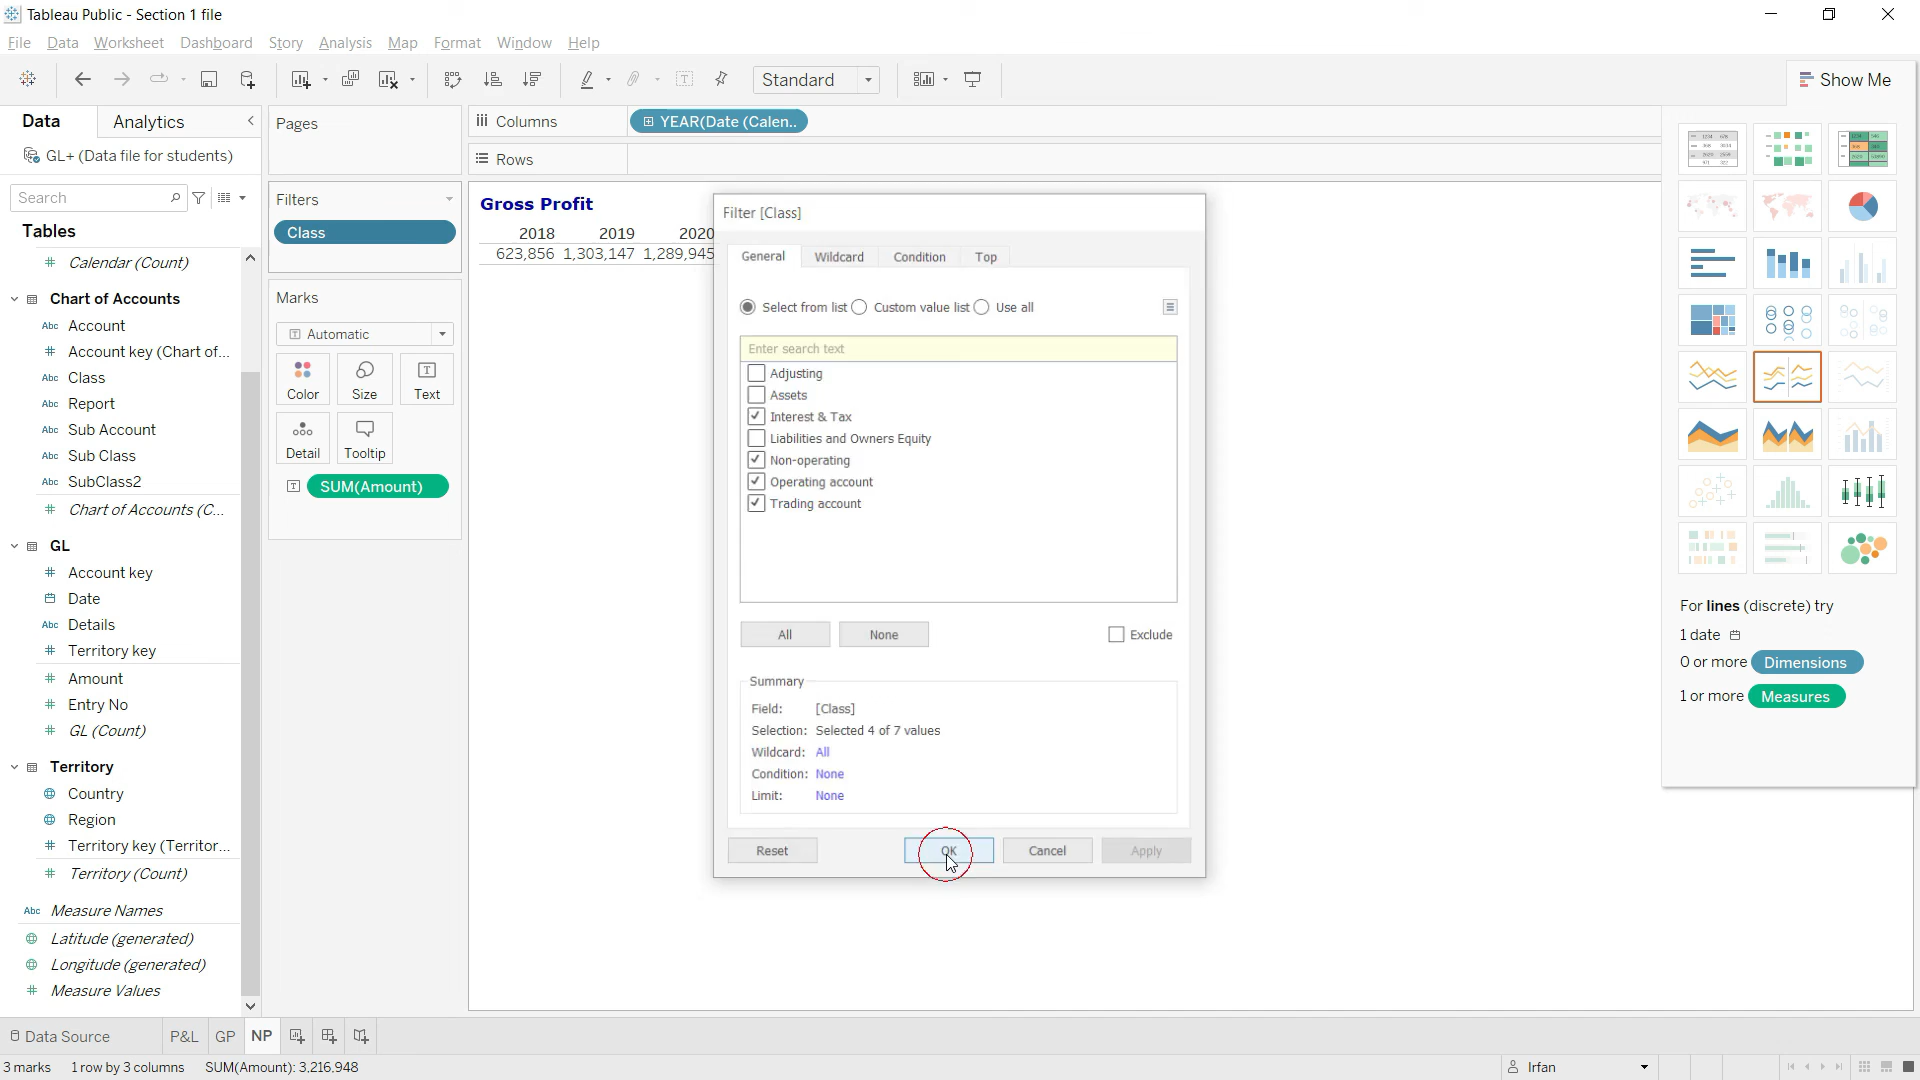 Tableau Public - Section 1 file
File Data Worksheet Dashboard Story Analysis Map Format Window Help
Standard
Show Me
Data Analytics
GL+ (Data file for students)
Search
Tables
Calendar (Count)
Chart of Accounts
Abc Account
Account key (Chart of...
Abc Class
Abc Report
Abc Sub Account
Abc Sub Class
Abc SubClass2
Chart of Accounts (C...
GL
Account key
Date
Abc Details
Territory key
Amount
Entry No
GL (Count)
Territory
Country
Region
Territory key (Territor...
Territory (Count)
Abc Measure Names
Latitude (generated)
Longitude (generated)
Measure Values
Pages
Filters
Class
Marks
Automatic
Color Size Text
Detail Tooltip
SUM(Amount)
Columns YEAR(Date (Calen..
Rows
Gross Profit
2018 2019 2020
623,856 1,303,147 1,289,945
Filter [Class]
General Wildcard Condition Top
Select from list Custom value list Use all
Enter search text
Adjusting
Assets
Interest & Tax
Liabilities and Owners Equity
Non-operating
Operating account
Trading account
All None Exclude
Summary
Field: [Class]
Selection: Selected 4 of 7 values
Wildcard: All
Condition: None
Limit: None
Reset OK Cancel Apply
For lines (discrete) try
1 date
0 or more Dimensions
1 or more Measures
Data Source P&L GP NP
3 marks 1 row by 3 columns SUM(Amount): 3,216,948
Irfan